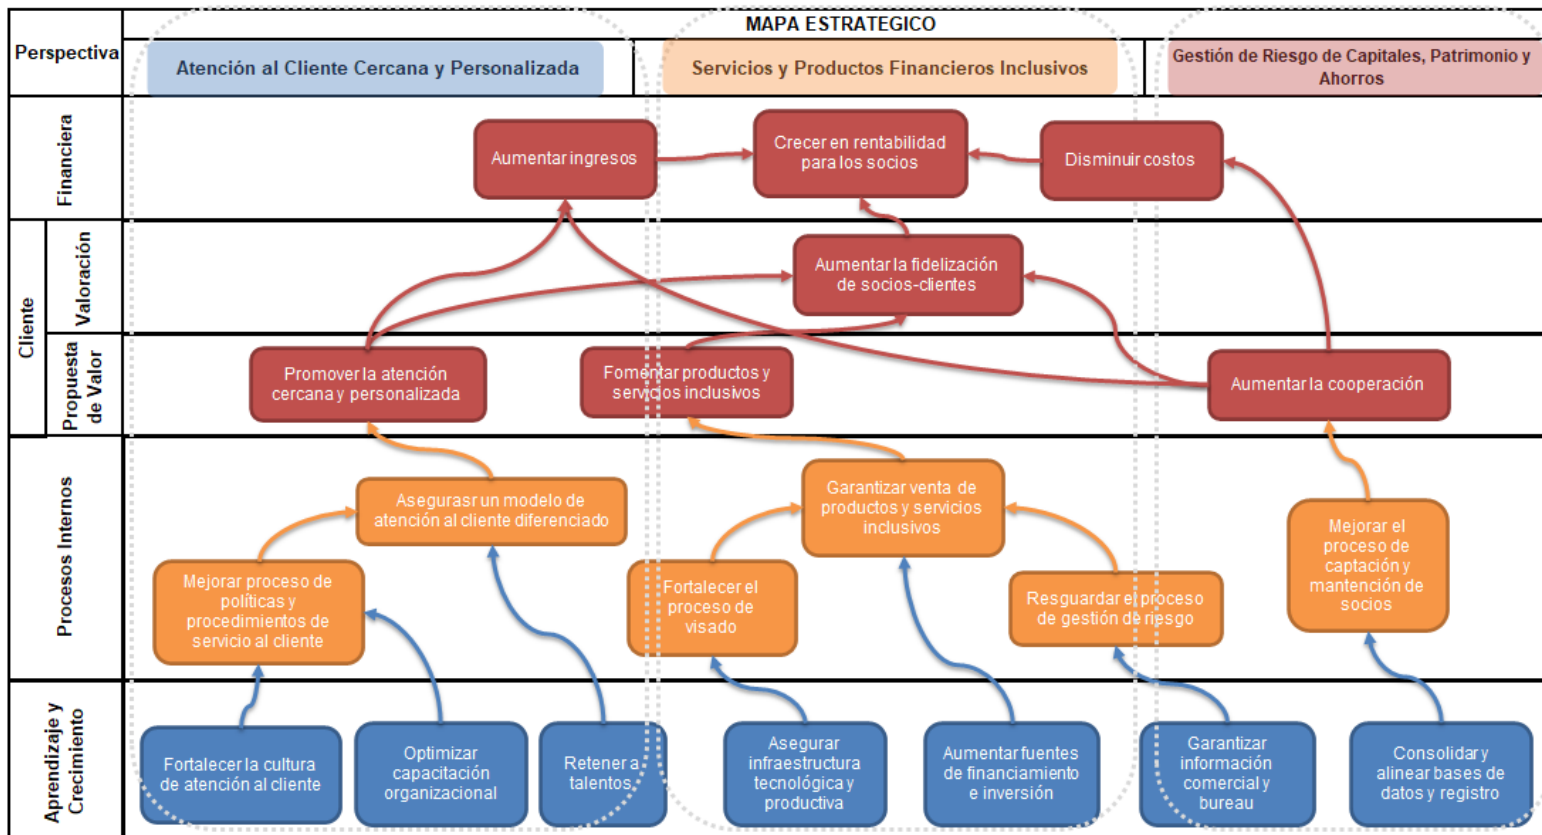 MAPA ESTRATEGICO
Perspectiva
Atención al Cliente Cercana y Personalizada
Servicios y Productos Financieros Inclusivos
Gestión de Riesgo de Capitales, Patrimonio y
Ahorros
Financiera
Aumentar ingresos
Crecer en rentabilidad
para los socios
Disminuir costos
Cliente
Valoración
Aumentar la fidelización
de socios-clientes
Propuesta
de Valor
Promover la atención
cercana y personalizada
Fomentar productos y
servicios inclusivos
Aumentar la cooperación
Procesos Internos
Asegurasr un modelo de
atención al cliente diferenciado
Garantizar venta de
productos y servicios
inclusivos
Mejorar el
proceso de
captación y
mantención de
socios
Mejorar proceso de
políticas y
procedimientos de
servicio al cliente
Fortalecer el
proceso de
visado
Resguardar el proceso
de gestión de riesgo
Aprendizaje y
Crecimiento
Fortalecer la cultura
de atención al cliente
Optimizar
capacitación
organizacional
Retener a
talentos
Asegurar
infraestructura
tecnológica y
productiva
Aumentar fuentes
de financiamiento
e inversión
Garantizar
información
comercial y
bureau
Consolidar y
alinear bases de
datos y registro